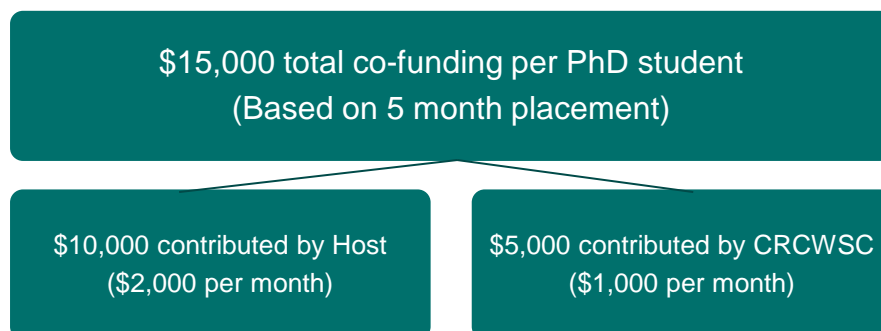 $15,000 total co-funding per PhD student
(Based on 5 month placement)
$10,000 contributed by Host
($2,000 per month)
$5,000 contributed by CRCWSC
($1,000 per month)